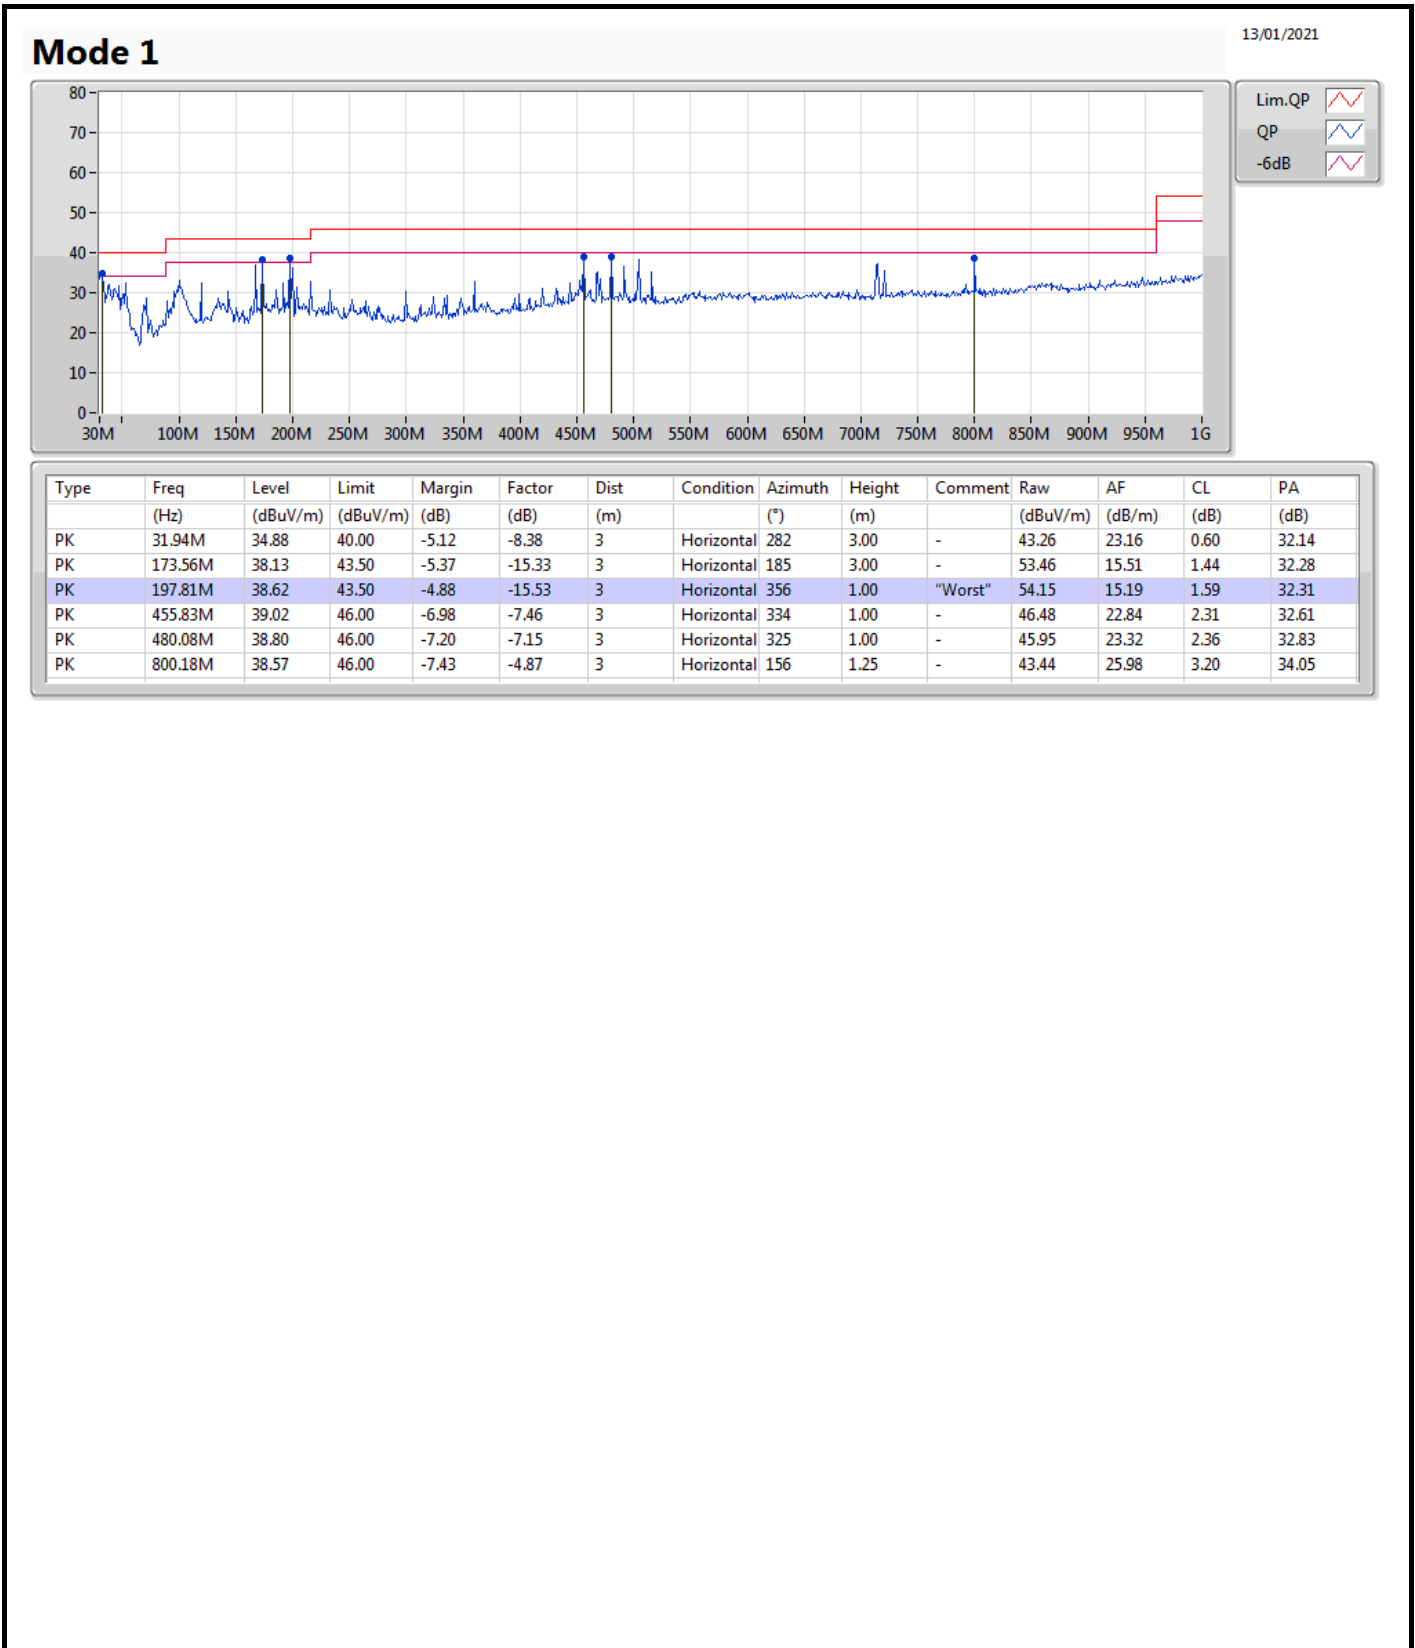 13/01/2021
Mode 1
80
70
60
50
40
30
20
10
0
30M 100M 150M 200M 250M 300M 350M 400M 450M 500M 550M 600M 650M 700M 750M 800M 850M 900M 950M 1G
Lim.QP
QP
-6dB
Type Freq Level Limit Margin Factor Dist Condition Azimuth Height Comment Raw AF CL PA
(Hz) (dBuV/m) (dBuV/m) (dB) (dB) (m) (°) (m) (dBuV/m) (dB/m) (dB) (dB)
PK 31.94M 34.88 40.00 -5.12 -8.38 3 Horizontal 282 3.00 - 43.26 23.16 0.60 32.14
PK 173.56M 38.13 43.50 -5.37 -15.33 3 Horizontal 185 3.00 - 53.46 15.51 1.44 32.28
PK 197.81M 38.62 43.50 -4.88 -15.53 3 Horizontal 356 1.00 "Worst" 54.15 15.19 1.59 32.31
PK 455.83M 39.02 46.00 -6.98 -7.46 3 Horizontal 334 1.00 - 46.48 22.84 2.31 32.61
PK 480.08M 38.80 46.00 -7.20 -7.15 3 Horizontal 325 1.00 - 45.95 23.32 2.36 32.83
PK 800.18M 38.57 46.00 -7.43 -4.87 3 Horizontal 156 1.25 - 43.44 25.98 3.20 34.05